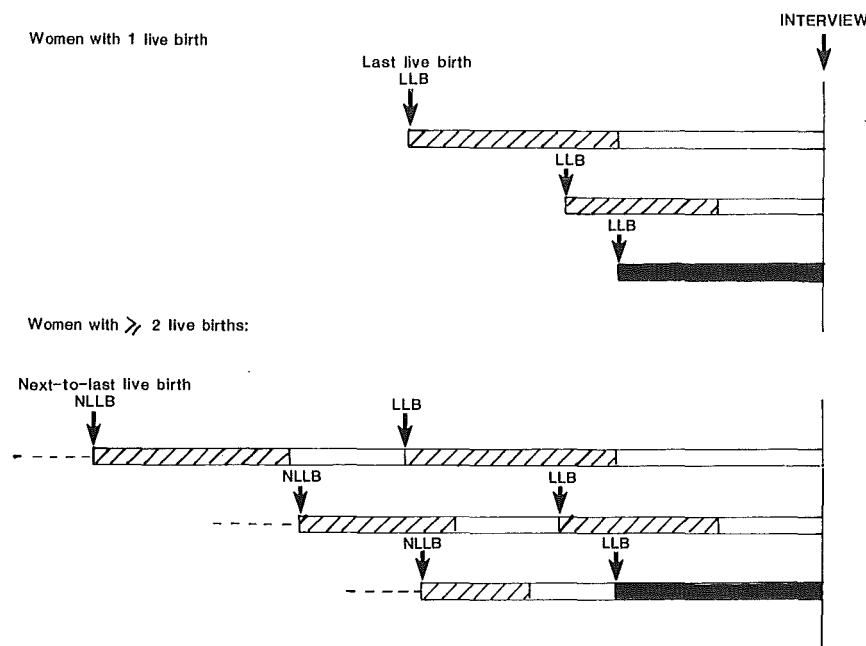 INTERVIEW
Women with 1 live birth
Last live birth
LLB
LLB
LLB
Women with ⩾ 2 live births:
Next-to-last live birth
NLLB
LLB
NLLB
LLB
NLLB
LLB